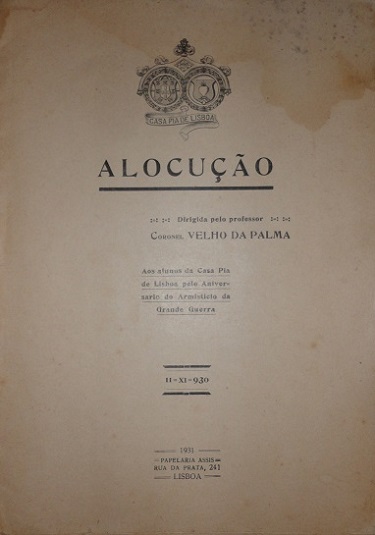 CASA PIA DE LISBOA
ALOCUÇÃO
Dirigida pelo professor
CORONEL VELHO DA PALMA
Aos alunos da Casa Pia
de Lisboa pelo Aniver-
sario do Armisticio da
Grande Guerra
11-XI-930
1931
PAPELARIA ASSIS
RUA DA PRATA, 241
LISBOA